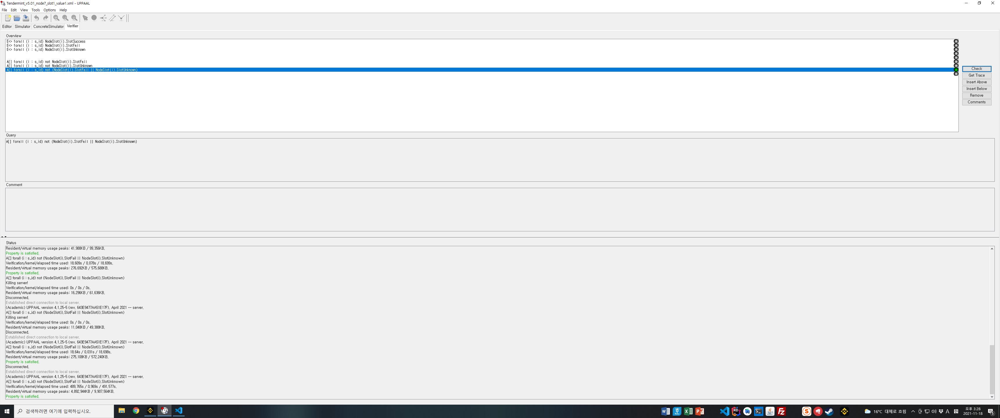 Tendermint_v5.01_node7_slot1_value1.xml - UPPAAL
File Edit View Tools Options Help
Editor Simulator ConcreteSimulator Verifier
Overview
E<> forall (i : s_id) NodeSlot(i).SlotSuccess
E<> forall (i : s_id) NodeSlot(i).SlotFail
E<> forall (i : s_id) NodeSlot(i).SlotUnknown
A[] forall (i : s_id) not NodeSlot(i).SlotFail
A[] forall (i : s_id) not NodeSlot(i).SlotUnknown
A[] forall (i : s_id) not (NodeSlot(i).SlotFail || NodeSlot(i).SlotUnknown)
Check
Get Trace
Insert Above
Insert Below
Remove
Comments
Query
A[] forall (i : s_id) not (NodeSlot(i).SlotFail || NodeSlot(i).SlotUnknown)
Comment
Status
Resident/virtual memory usage peaks: 41,988KB / 99,356KB.
Property is satisfied.
A[] forall (i : s_id) not (NodeSlot(i).SlotFail || NodeSlot(i).SlotUnknown)
Verification/kernel/elapsed time used: 18,609s / 0,078s / 18,699s.
Resident/virtual memory usage peaks: 276,692KB / 575,688KB.
Property is satisfied.
A[] forall (i : s_id) not (NodeSlot(i).SlotFail || NodeSlot(i).SlotUnknown)
Killing server!
Verification/kernel/elapsed time used: 0s / 0s / 0s.
Resident/virtual memory usage peaks: 16,296KB / 61,636KB.
Disconnected.
Established direct connection to local server.
(Academic) UPPAAL version 4.1.25-5 (rev. 643E9477AA51E17F), April 2021 -- server.
A[] forall (i : s_id) not (NodeSlot(i).SlotFail || NodeSlot(i).SlotUnknown)
Killing server!
Verification/kernel/elapsed time used: 0s / 0s / 0s.
Resident/virtual memory usage peaks: 11,048KB / 49,388KB.
Disconnected.
Established direct connection to local server.
(Academic) UPPAAL version 4.1.25-5 (rev. 643E9477AA51E17F), April 2021 -- server.
A[] forall (i : s_id) not (NodeSlot(i).SlotFail || NodeSlot(i).SlotUnknown)
Verification/kernel/elapsed time used: 18,64s / 0,031s / 18,698s.
Resident/virtual memory usage peaks: 275,108KB / 572,240KB.
Property is satisfied.
Disconnected.
Established direct connection to local server.
(Academic) UPPAAL version 4.1.25-5 (rev. 643E9477AA51E17F), April 2021 -- server.
A[] forall (i : s_id) not (NodeSlot(i).SlotFail || NodeSlot(i).SlotUnknown)
Verification/kernel/elapsed time used: 489,765s / 0,969s / 491,577s.
Resident/virtual memory usage peaks: 4,892,944KB / 9,907,564KB.
Property is satisfied.
검색하려면 여기에 입력하십시오.
16°C 대체로 흐림
A
오후 3:28
2021-11-18
5